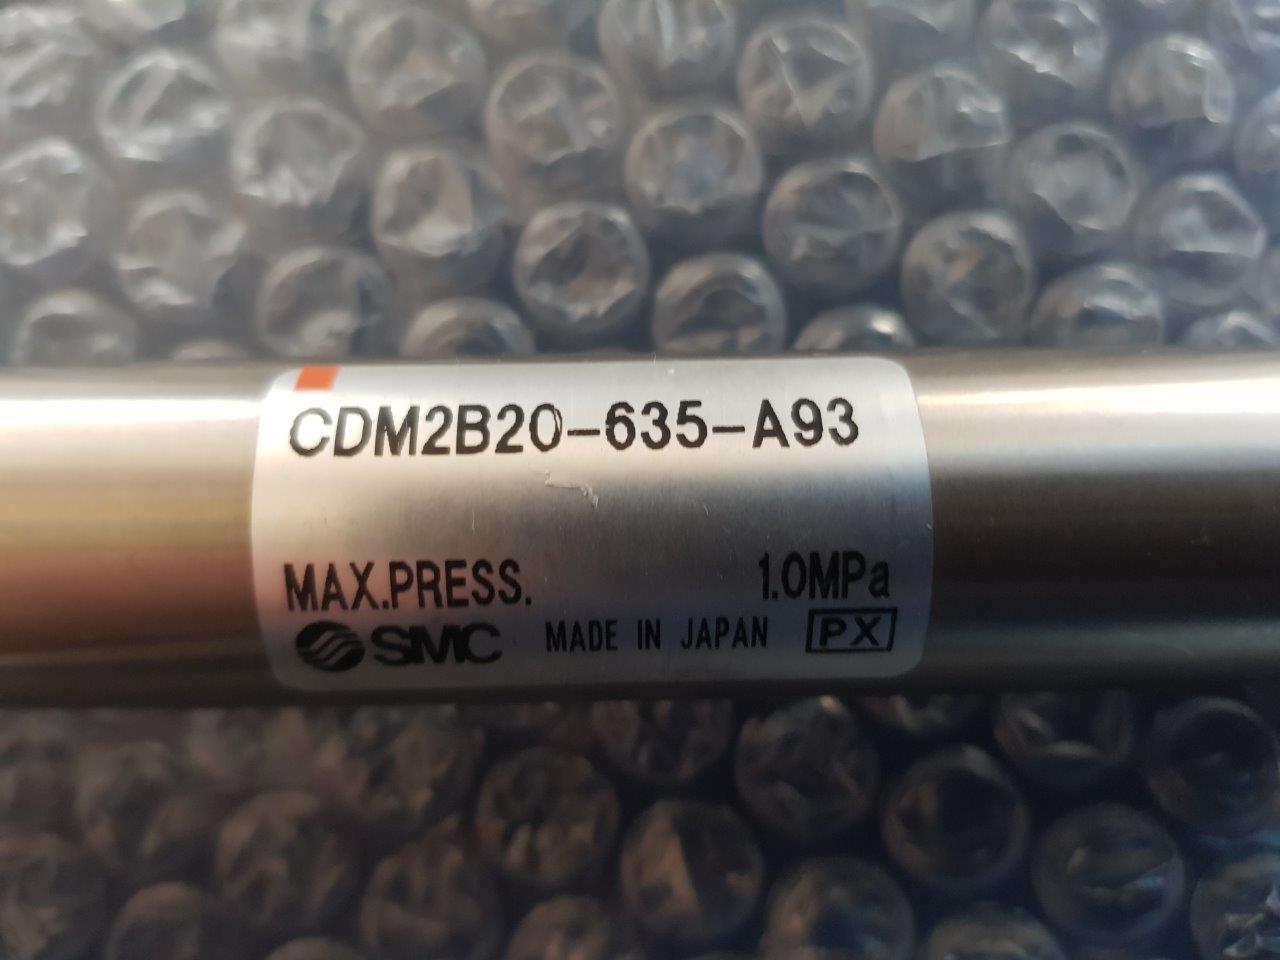 CDM2B20-635-A93
MAX.PRESS. 1.0MPa
SMC MADE IN JAPAN PX